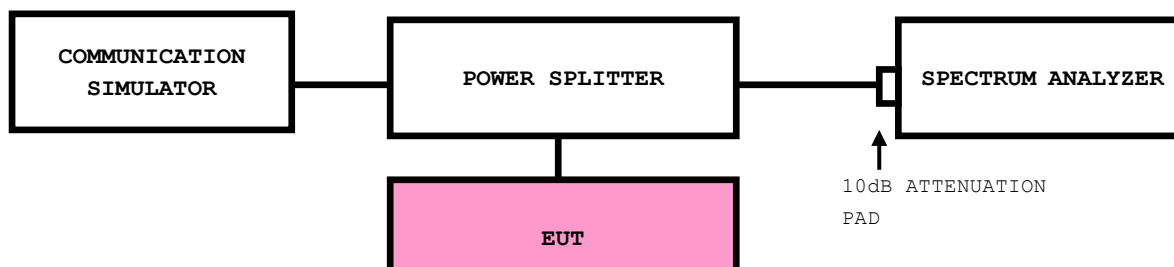 COMMUNICATION
SIMULATOR
POWER SPLITTER
SPECTRUM ANALYZER
10dB ATTENUATION
PAD
EUT